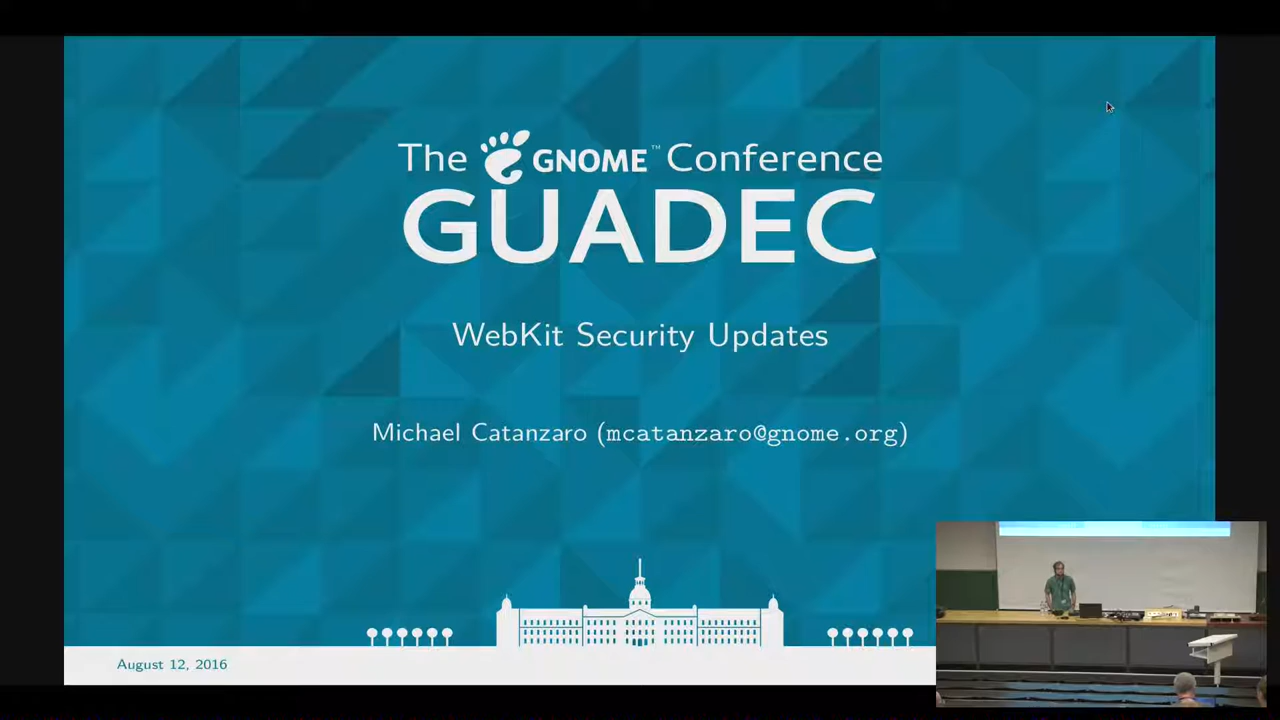 The GNOME™ Conference
GUADEC
WebKit Security Updates
Michael Catanzaro (mcatanzaro@gnome.org)
August 12, 2016